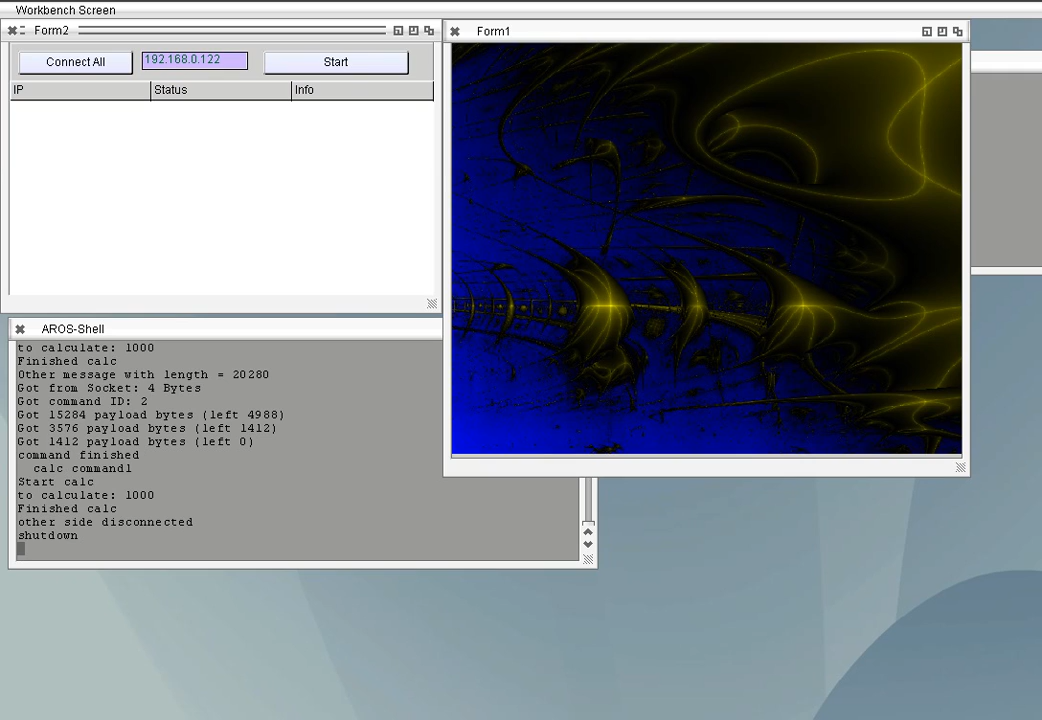 Workbench Screen
Form2
Connect All
192.168.0.122
Start
IP
Status
Info
Form1
AROS-Shell
to calculate: 1000
Finished calc
Other message with length = 20280
Got from Socket: 4 Bytes
Got command ID: 2
Got 15284 payload bytes (left 4988)
Got 3576 payload bytes (left 1412)
Got 1412 payload bytes (left 0)
command finished
calc command1
Start calc
to calculate: 1000
Finished calc
other side disconnected
shutdown